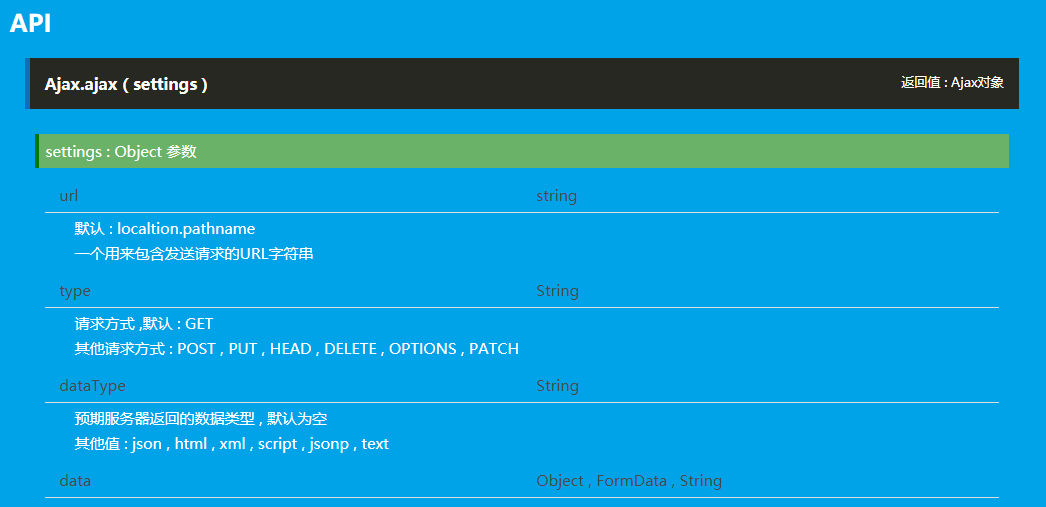 API
Ajax.ajax ( settings ) 返回值 : Ajax对象
settings : Object 参数
url string
默认 : localtion.pathname
一个用来包含发送请求的URL字符串
type String
请求方式 ,默认 : GET
其他请求方式 : POST , PUT , HEAD , DELETE , OPTIONS , PATCH
dataType String
预期服务器返回的数据类型 , 默认为空
其他值 : json , html , xml , script , jsonp , text
data Object , FormData , String